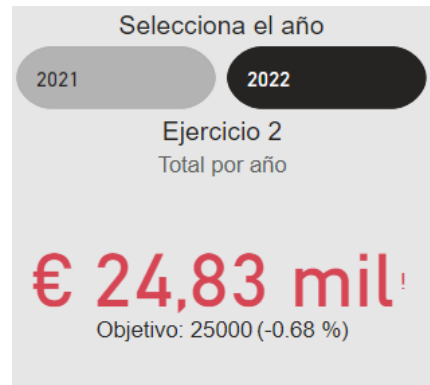 Selecciona el año
2021 2022
Ejercicio 2
Total por año
€ 24,83 mil!
Objetivo: 25000 (-0.68 %)